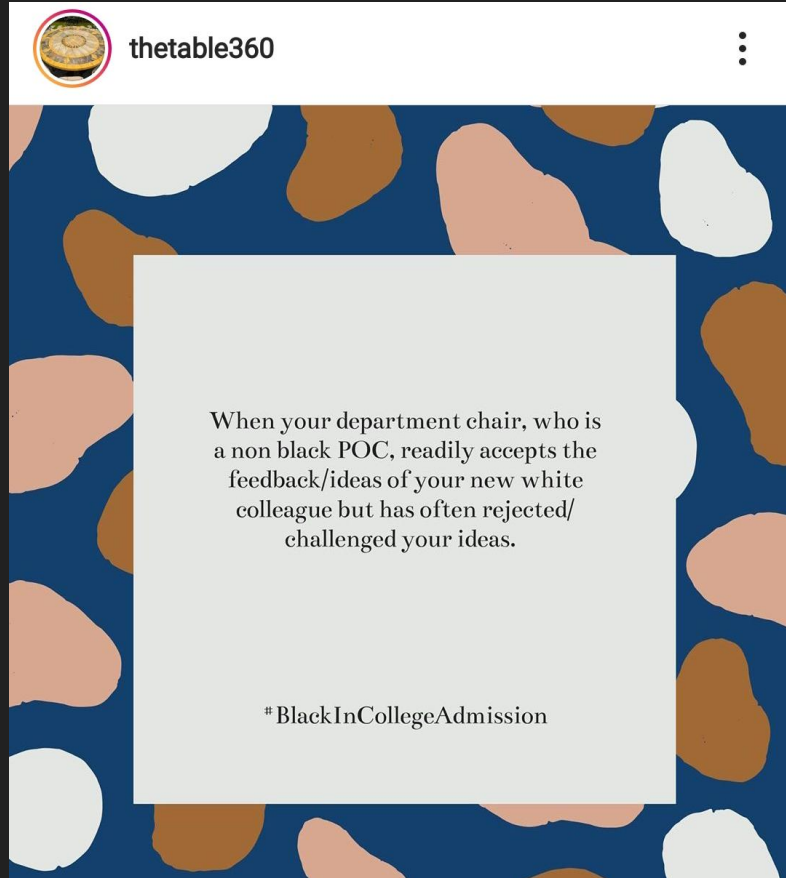 thetable360
When your department chair, who is
a non black POC, readily accepts the
feedback/ideas of your new white
colleague but has often rejected/
challenged your ideas.
#BlackInCollegeAdmission